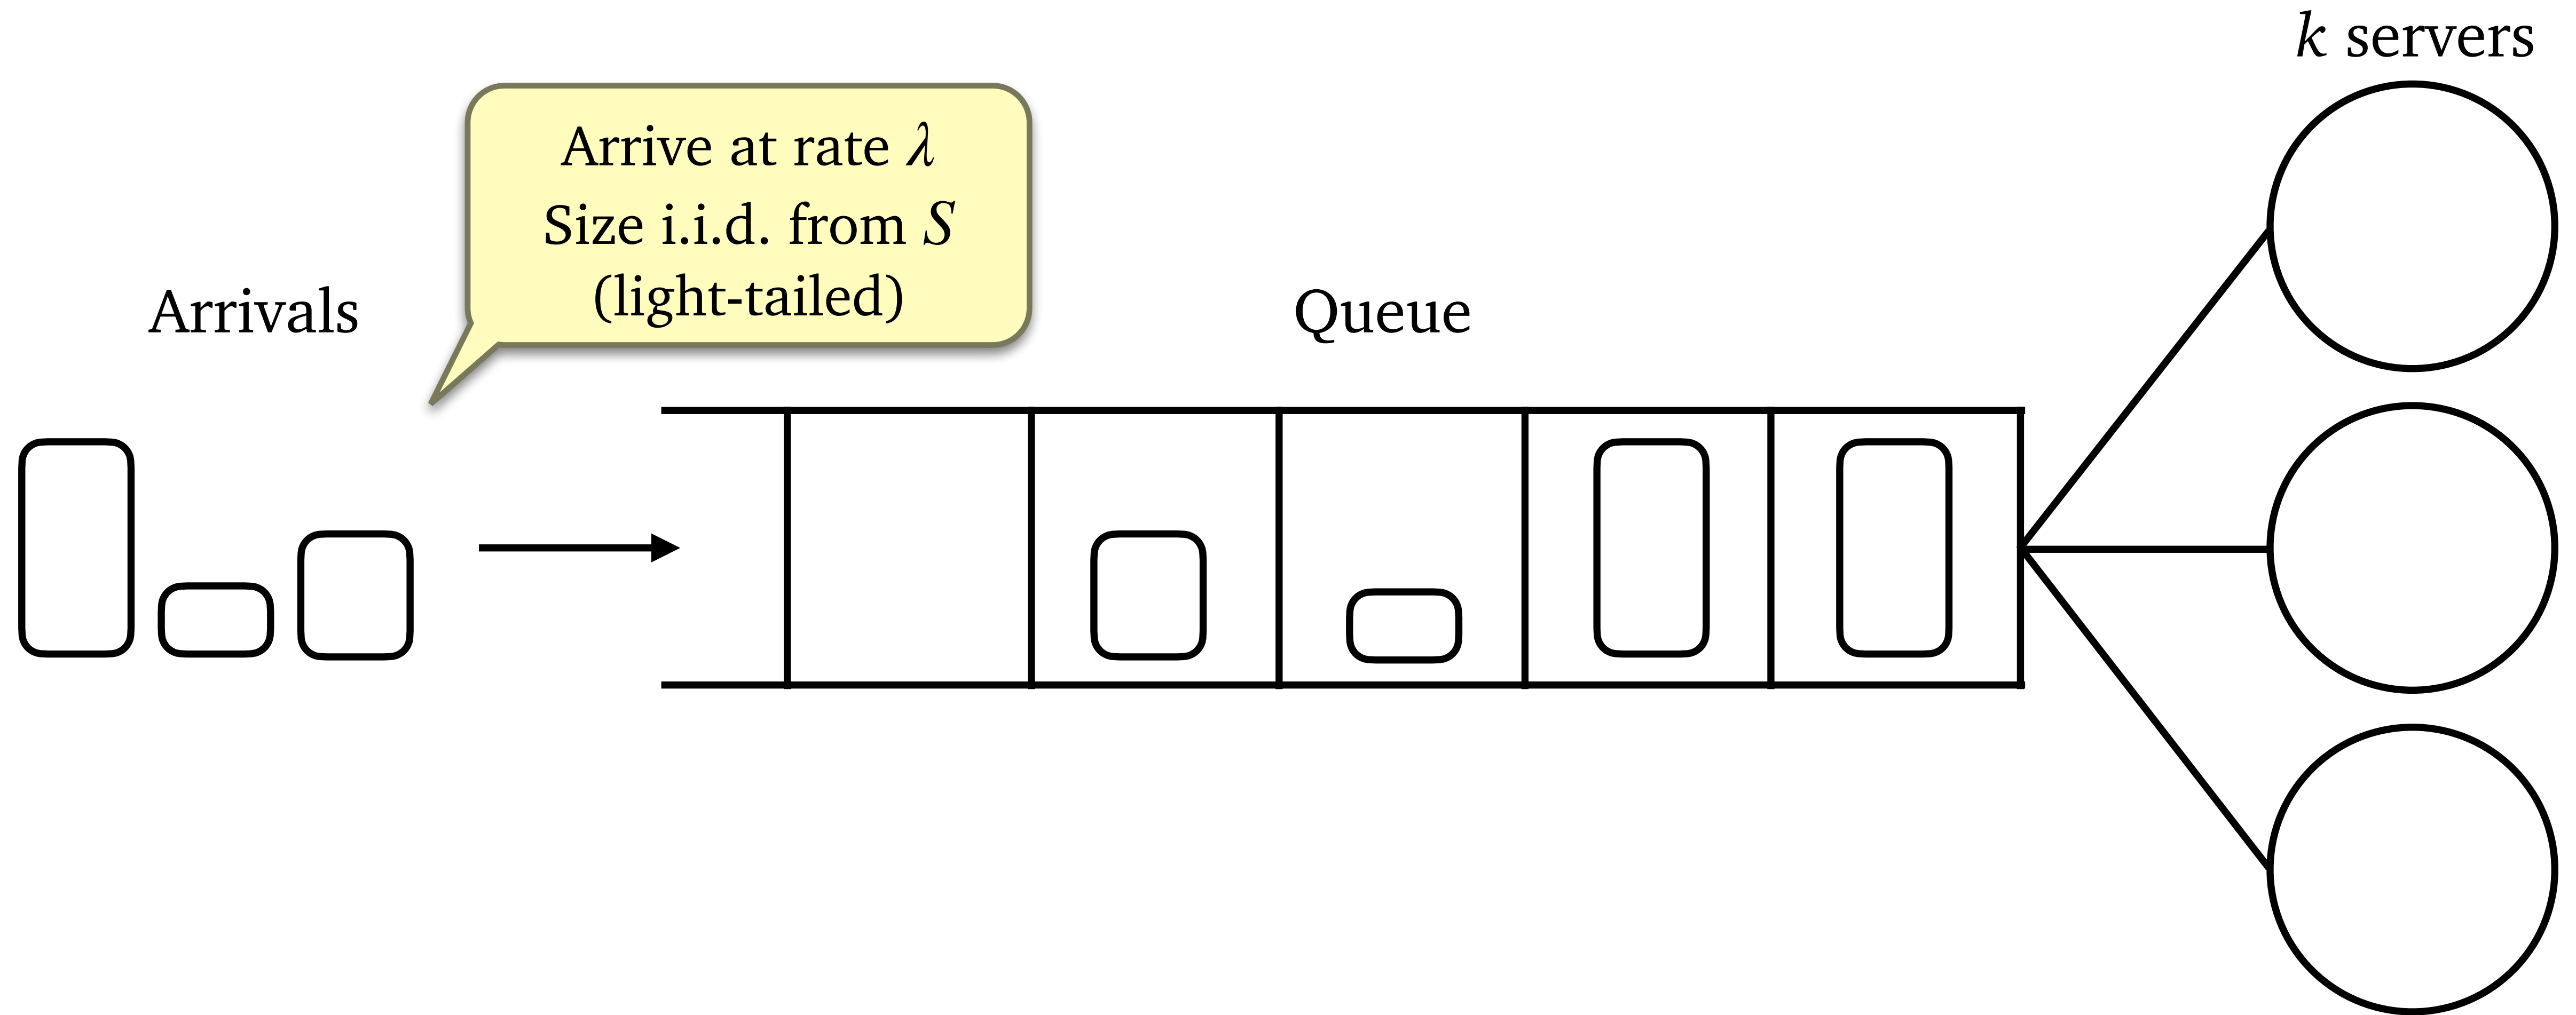 k servers
Arrive at rate λ
Size i.i.d. from S
(light-tailed)
Arrivals
Queue